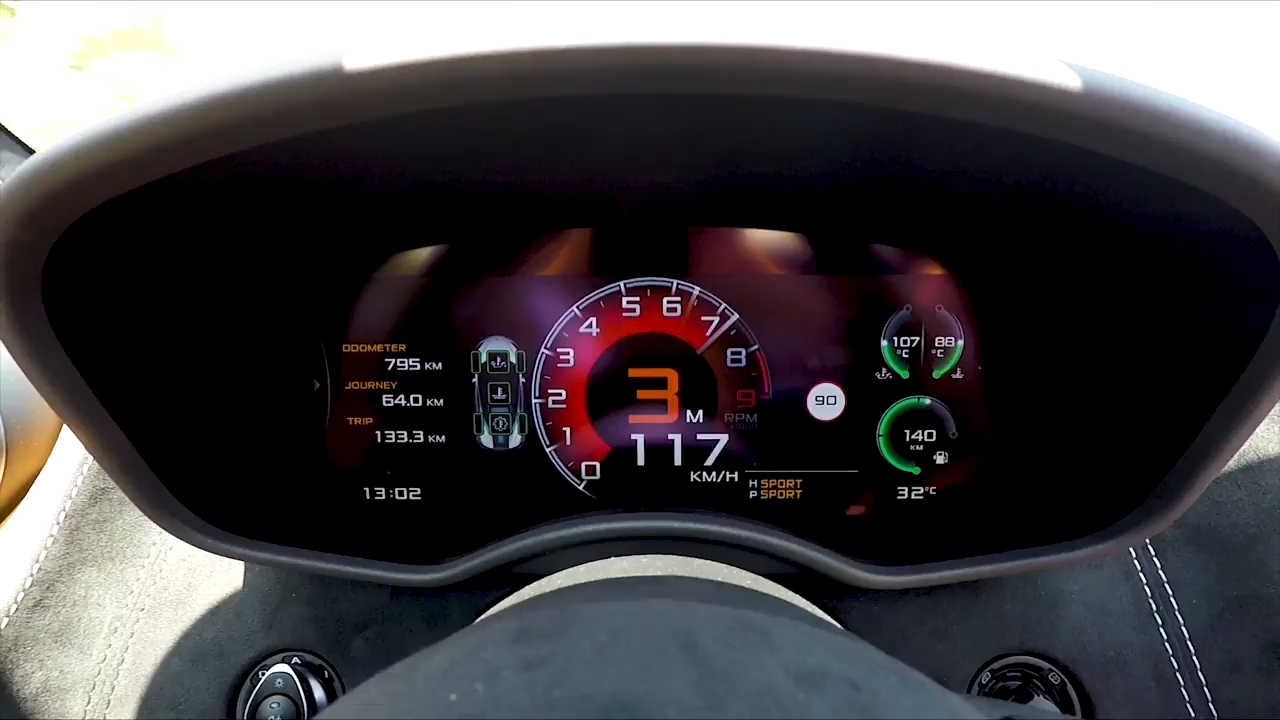 ODOMETER
795 KM
JOURNEY
64.0 KM
TRIP
133.3 KM
13:02
0
1
2
3
4
5
6
7
8
9
RPM
3 M
117
KM/H
H SPORT
P SPORT
90
107 °C
88 °C
140
KM
32°C